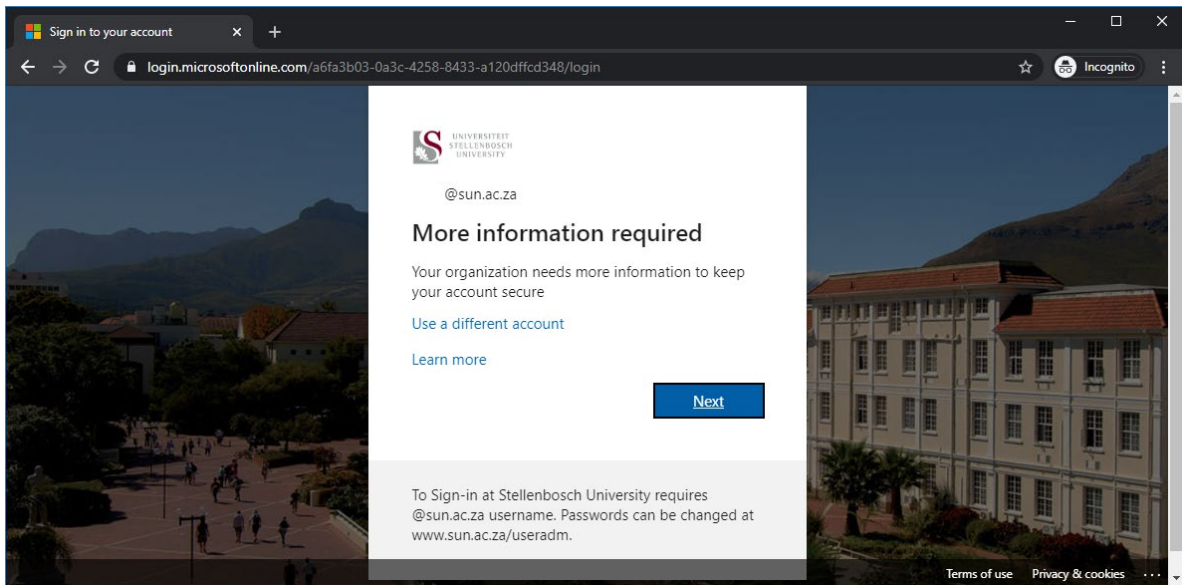 Sign in to your account
login.microsoftonline.com/a6fa3b03-0a3c-4258-8433-a120dffcd348/login
Incognito
UNIVERSITEIT
STELLENBOSCH
UNIVERSITY
@sun.ac.za
More information required
Your organization needs more information to keep
your account secure
Use a different account
Learn more
Next
To Sign-in at Stellenbosch University requires
@sun.ac.za username. Passwords can be changed at
www.sun.ac.za/useradm.
Terms of use Privacy & cookies ...